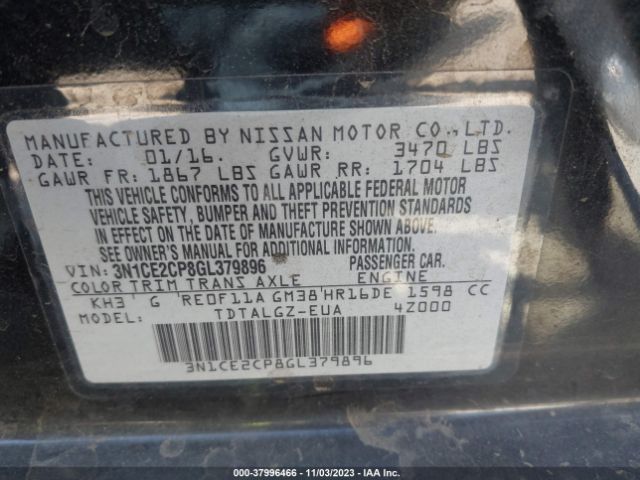 MANUFACTURED BY NISSAN MOTOR CO., LTD.
DATE: 01/16. GVWR: 3470 LBS
GAWR FR: 1867 LBS GAWR RR: 1704 LBS
THIS VEHICLE CONFORMS TO ALL APPLICABLE FEDERAL MOTOR
VEHICLE SAFETY, BUMPER AND THEFT PREVENTION STANDARDS
IN EFFECT ON THE DATE OF MANUFACTURE SHOWN ABOVE.
SEE OWNER'S MANUAL FOR ADDITIONAL INFORMATION.
VIN: 3N1CE2CP8GL379896 PASSENGER CAR.
COLOR TRIM TRANS AXLE ENGINE
KH3 G RE0F11A GM38 HR16DE 1598 CC
MODEL: TDTALGZ-EUA 4Z000
3N1CE2CP8GL379896
000-37996466 - 11/03/2023 - IAA Inc.